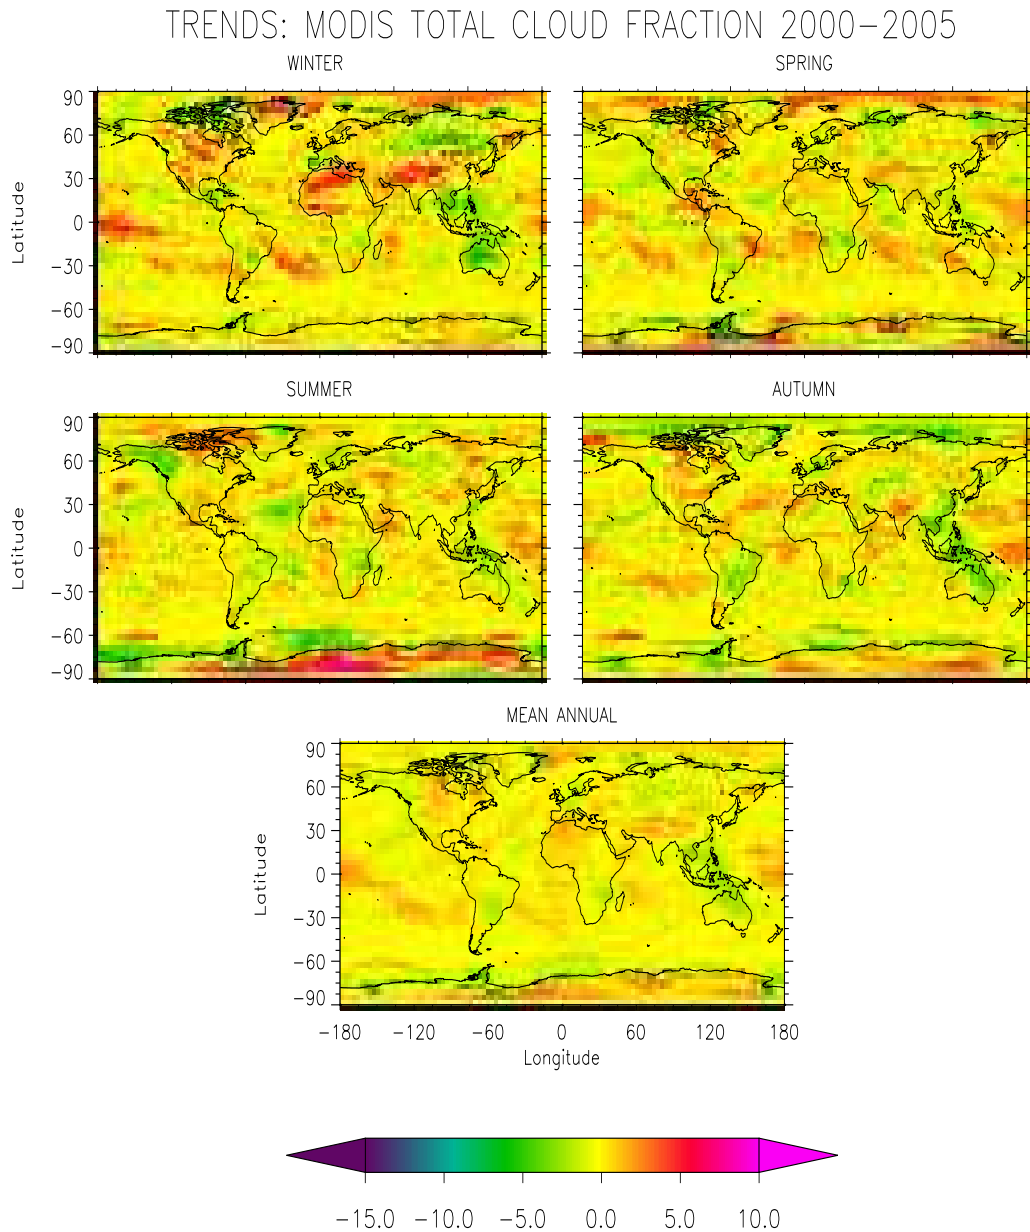 TRENDS: MODIS TOTAL CLOUD FRACTION 2000−2005
WINTER
SPRING
90
60
30
0
−30
−60
−90
Latitude
SUMMER
AUTUMN
90
60
30
0
−30
−60
−90
Latitude
MEAN ANNUAL
90
60
30
0
−30
−60
−90
Latitude
−180 −120 −60 0 60 120 180
Longitude
−15.0 −10.0 −5.0 0.0 5.0 10.0